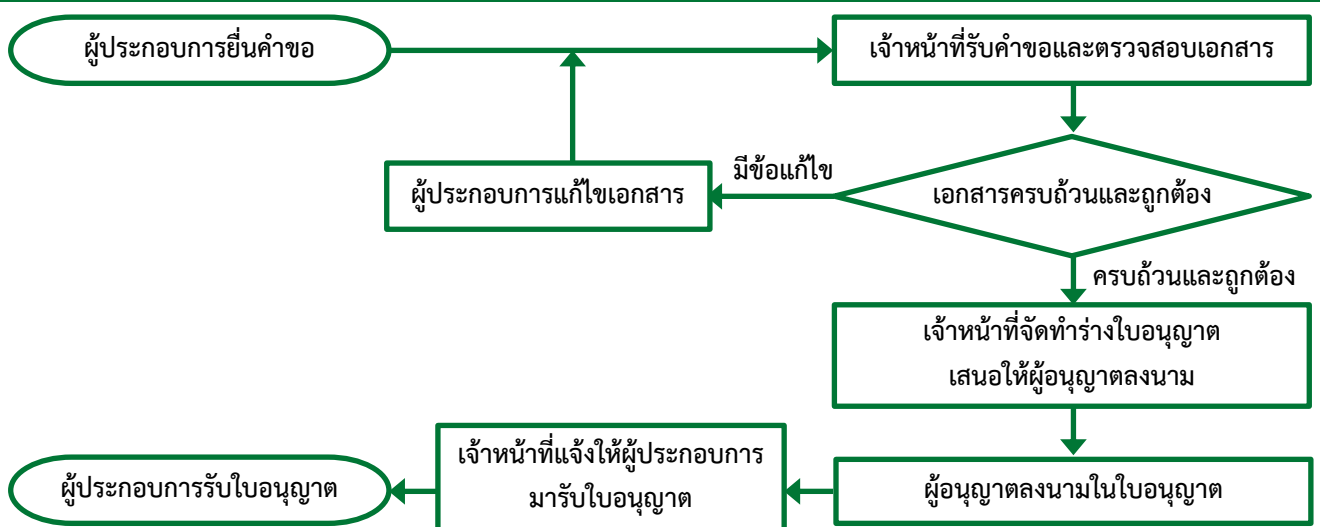 ผู้ประกอบการยื่นคำขอ
เจ้าหน้าที่รับคำขอและตรวจสอบเอกสาร
มีข้อแก้ไข
ผู้ประกอบการแก้ไขเอกสาร
เอกสารครบถ้วนและถูกต้อง
ครบถ้วนและถูกต้อง
เจ้าหน้าที่จัดทำร่างใบอนุญาต
เสนอให้ผู้อนุญาตลงนาม
ผู้อนุญาตลงนามในใบอนุญาต
เจ้าหน้าที่แจ้งให้ผู้ประกอบการ
มารับใบอนุญาต
ผู้ประกอบการรับใบอนุญาต